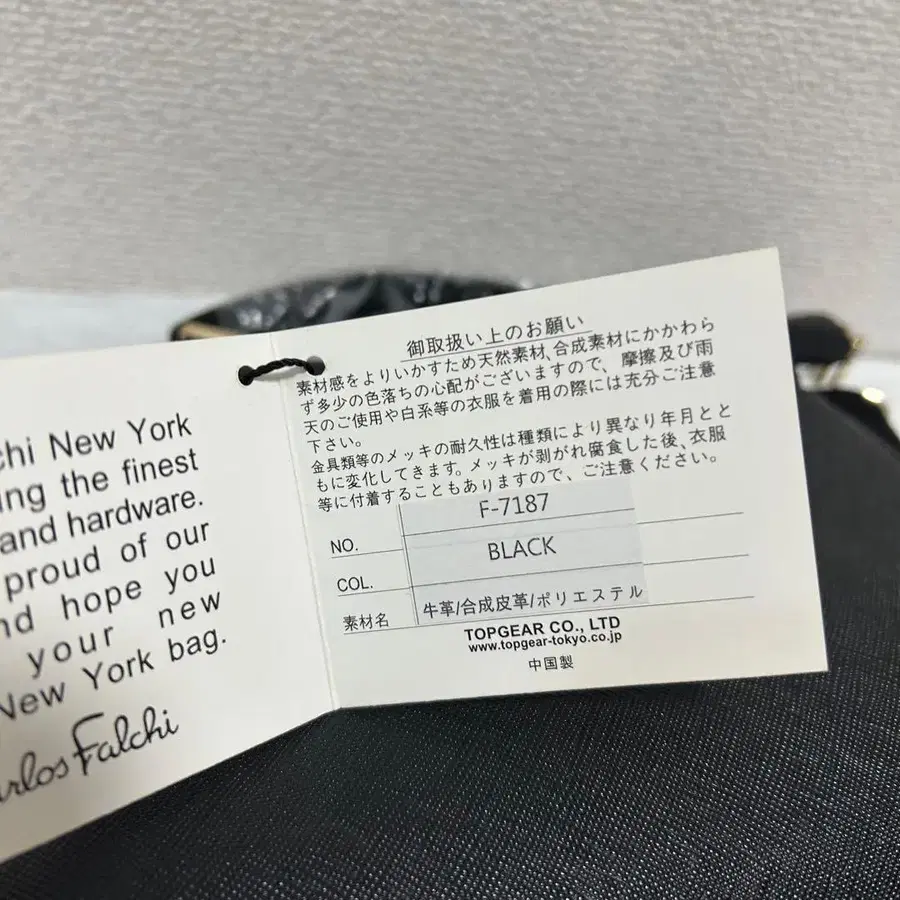 chi New York
ing the finest
and hardware.
proud of our
nd hope you
your new
New York bag.
arlos Falchi
御取扱い上のお願い
素材感をよりいかすため天然素材、合成素材にかかわら
ず多少の色落ちの心配がございますので、摩擦及び雨
天のご使用や白系等の衣服を着用の際には充分ご注意
下さい。
金具類等のメッキの耐久性は種類により異なり年月とと
もに変化してきます。メッキが剥がれ腐食した後、衣服
等に付着することもありますので、ご注意ください。
NO. F-7187
COL. BLACK
素材名 牛革/合成皮革/ポリエステル
TOPGEAR CO., LTD
www.topgear-tokyo.co.jp
中国製